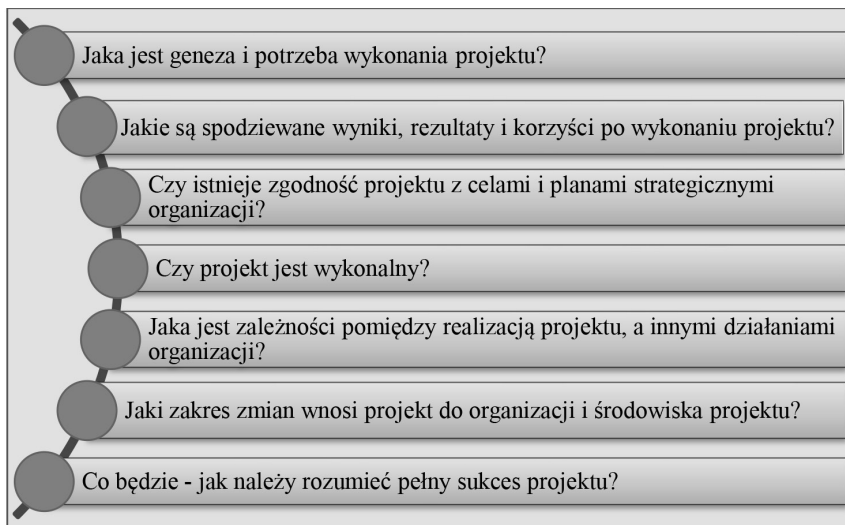 Jaka jest geneza i potrzeba wykonania projektu?
Jakie są spodziewane wyniki, rezultaty i korzyści po wykonaniu projektu?
Czy istnieje zgodność projektu z celami i planami strategicznymi
organizacji?
Czy projekt jest wykonalny?
Jaka jest zależności pomiędzy realizacją projektu, a innymi działaniami
organizacji?
Jaki zakres zmian wnosi projekt do organizacji i środowiska projektu?
Co będzie - jak należy rozumieć pełny sukces projektu?